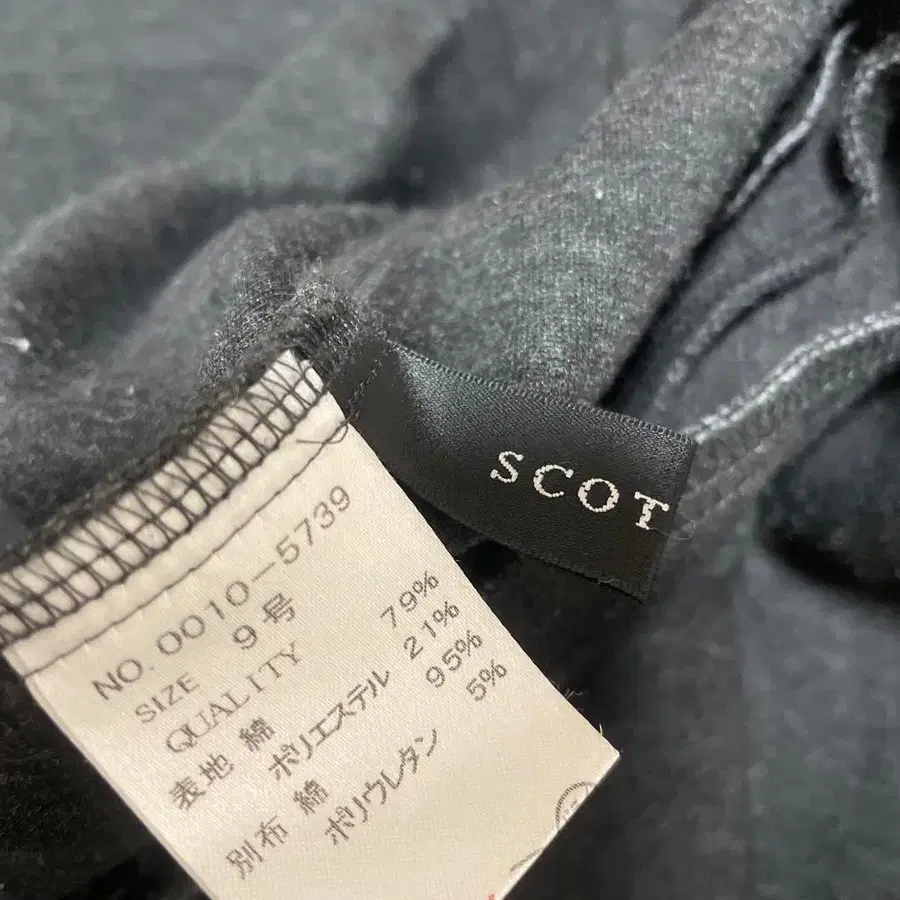 SCOT
NO.0010-5739
SIZE 9号
QUALITY
表地 綿 79%
ポリエステル 21%
別布 綿 95%
ポリウレタン 5%